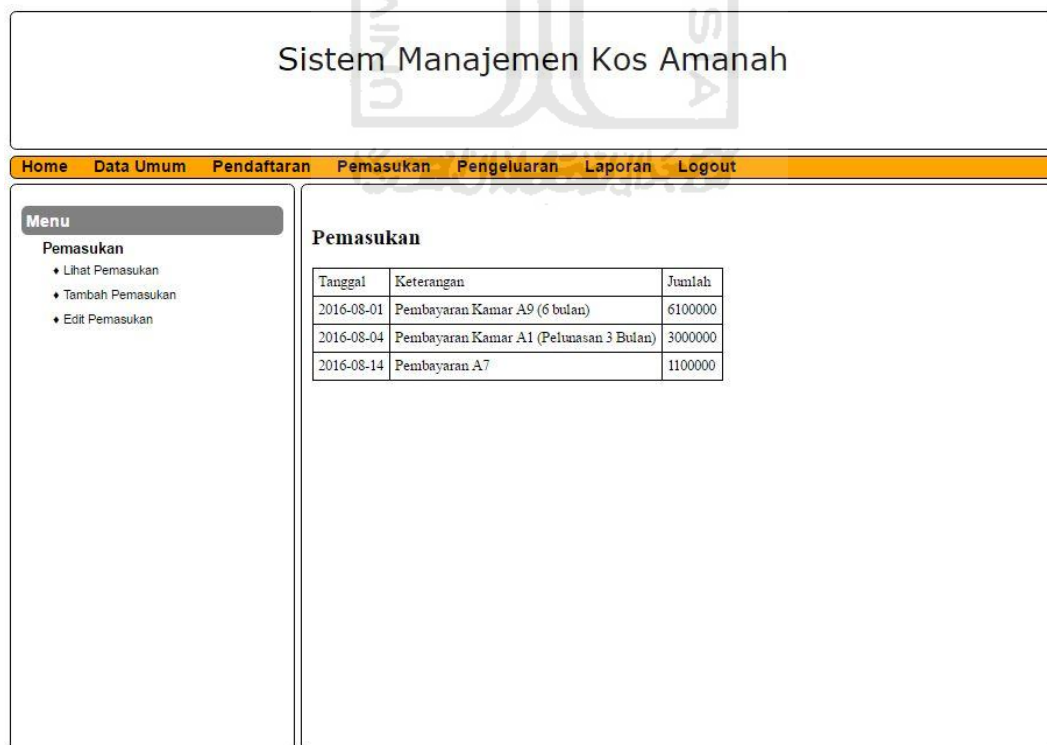 Sistem Manajemen Kos Amanah
Home Data Umum Pendaftaran Pemasukan Pengeluaran Laporan Logout
Menu
Pemasukan
♦ Lihat Pemasukan
♦ Tambah Pemasukan
♦ Edit Pemasukan
Pemasukan
Tanggal Keterangan Jumlah
2016-08-01 Pembayaran Kamar A9 (6 bulan) 6100000
2016-08-04 Pembayaran Kamar A1 (Pelunasan 3 Bulan) 3000000
2016-08-14 Pembayaran A7 1100000